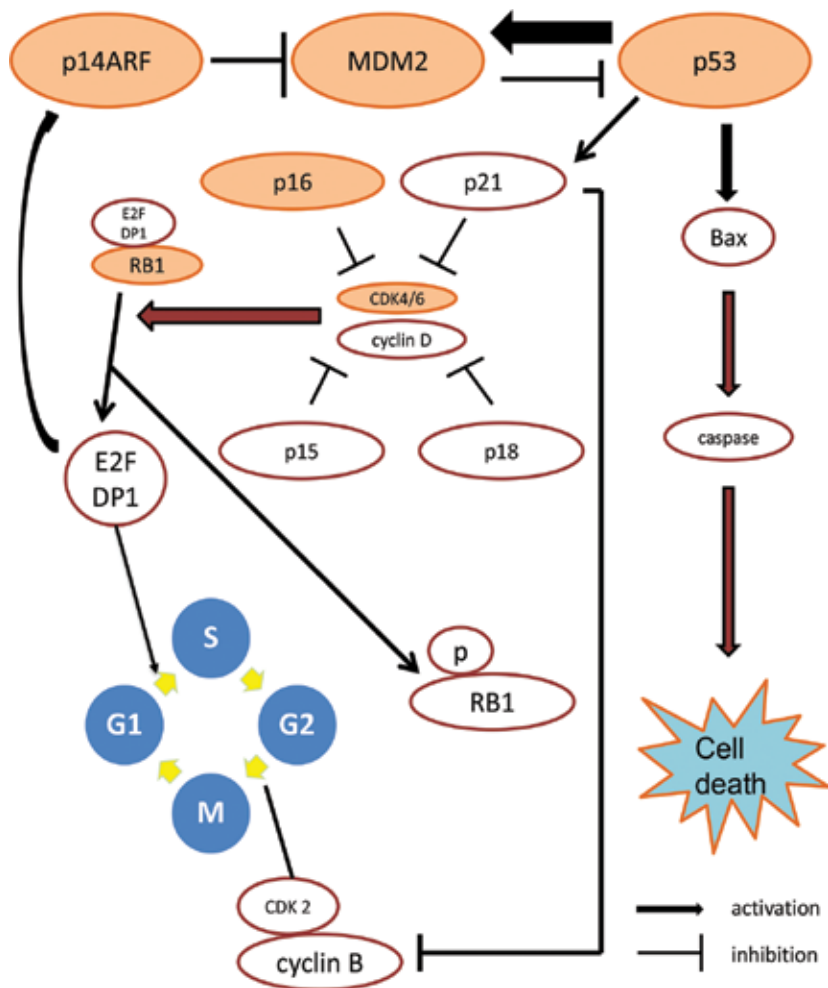 p14ARF
MDM2
p53
p16
p21
E2F
DP1
RB1
Bax
CDK4/6
cyclin D
p15
p18
caspase
E2F
DP1
S
G1
G2
M
p
RB1
Cell
death
CDK 2
cyclin B
activation
inhibition